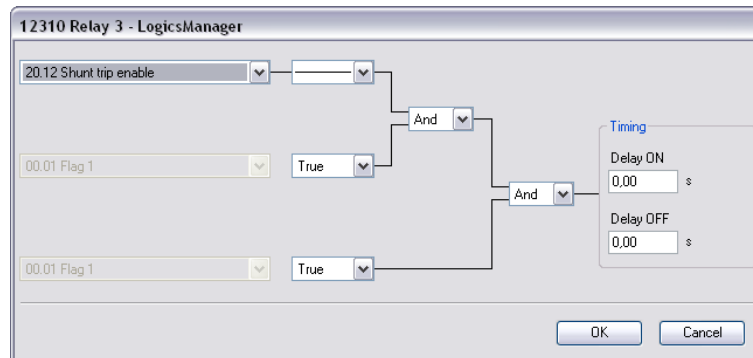 12310 Relay 3 - LogicsManager
20.12 Shunt trip enable
And
Timing
00.01 Flag 1
True
Delay ON
0,00 s
And
Delay OFF
0,00 s
00.01 Flag 1
True
OK
Cancel